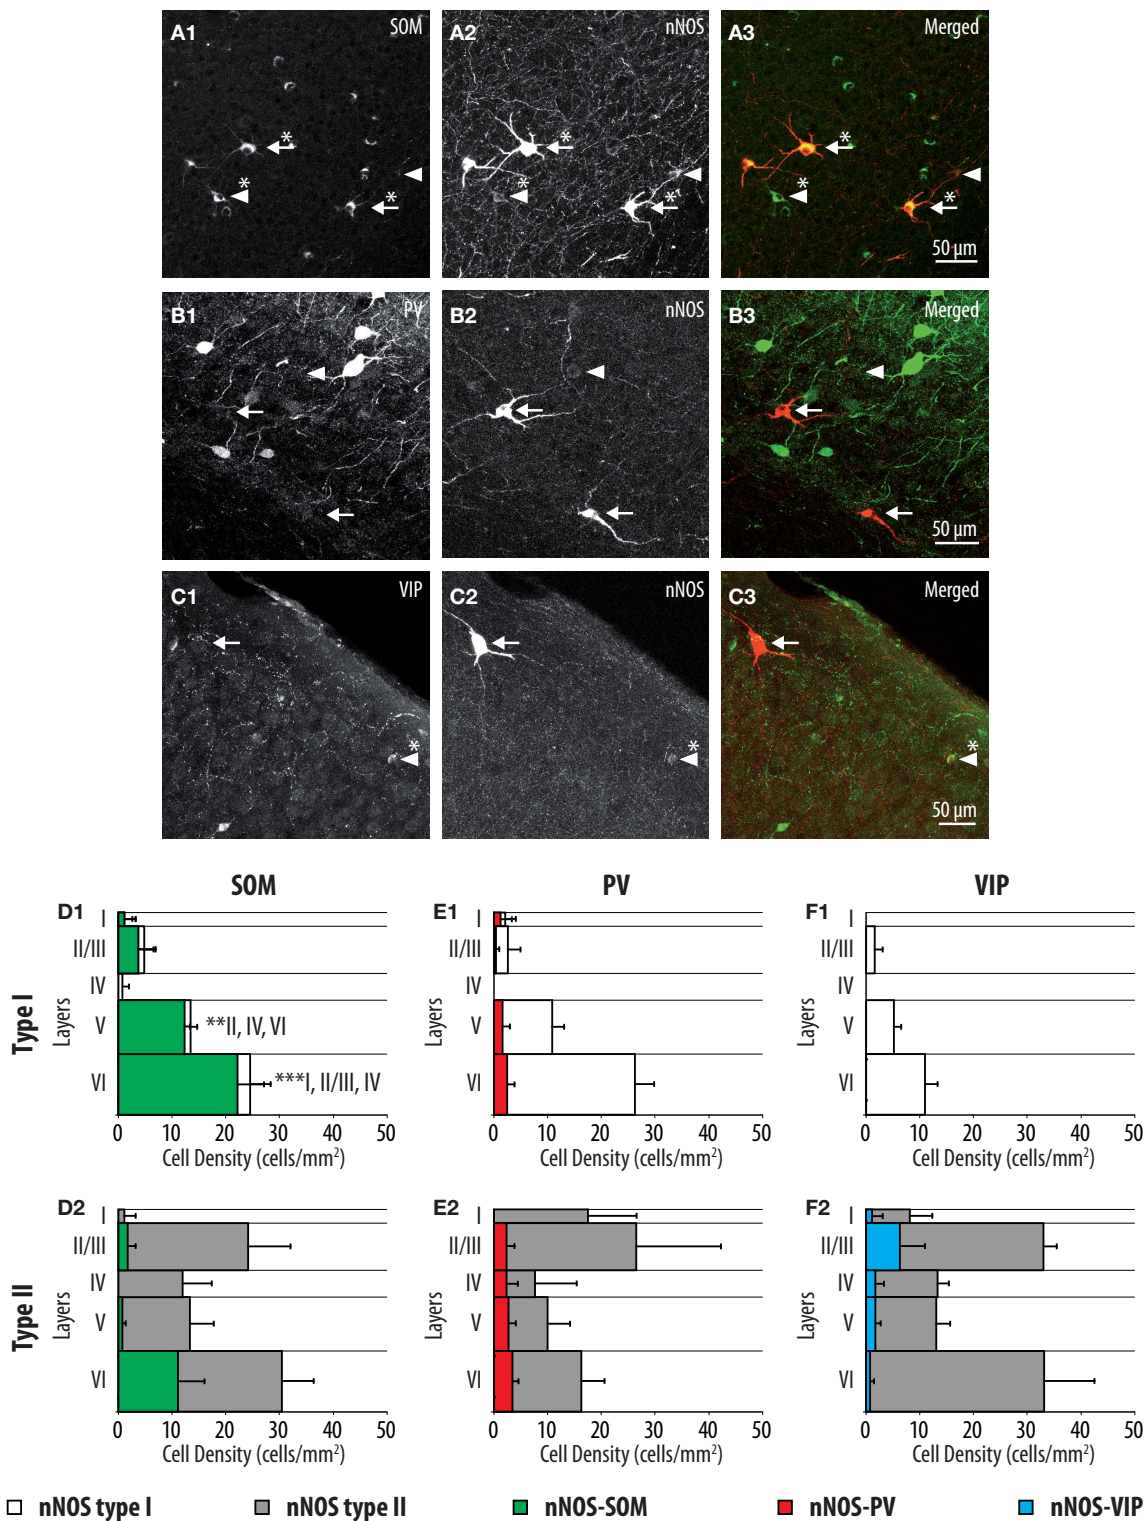 A1 SOM A2 nNOS A3 Merged
* * * * * * * *
*
50 µm
B1 PV B2 nNOS B3 Merged
50 µm
C1 VIP C2 nNOS C3 Merged
* * *
50 µm
SOM PV VIP
D1 I E1 I F1 I
II/III II/III II/III
IV IV IV
V **II, IV, VI V V
VI ***I, II/III, IV VI VI
Type I
Layers Layers Layers
0 10 20 30 40 50 0 10 20 30 40 50 0 10 20 30 40 50
Cell Density (cells/mm²) Cell Density (cells/mm²) Cell Density (cells/mm²)
D2 I E2 I F2 I
II/III II/III II/III
IV IV IV
V V V
VI VI VI
Type II
Layers Layers Layers
0 10 20 30 40 50 0 10 20 30 40 50 0 10 20 30 40 50
Cell Density (cells/mm²) Cell Density (cells/mm²) Cell Density (cells/mm²)
nNOS type I nNOS type II nNOS-SOM nNOS-PV nNOS-VIP